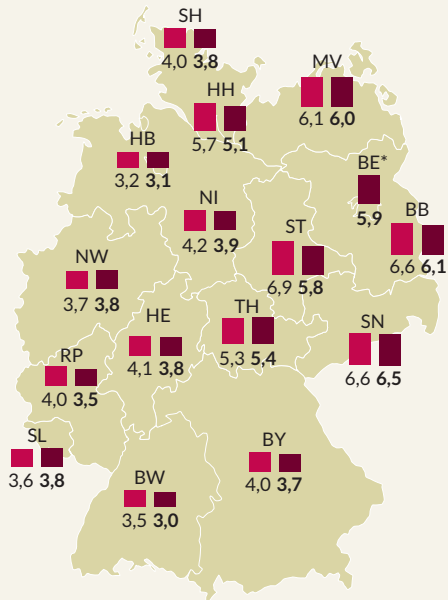 SH
4,0 3,8
MV
6,1 6,0
HH
5,7 5,1
HB
3,2 3,1
BE*
5,9
NI
4,2 3,9
BB
6,6 6,1
ST
6,9 5,8
NW
3,7 3,8
TH
5,3 5,4
HE
4,1 3,8
SN
6,6 6,5
RP
4,0 3,5
SL
3,6 3,8
BY
4,0 3,7
BW
3,5 3,0